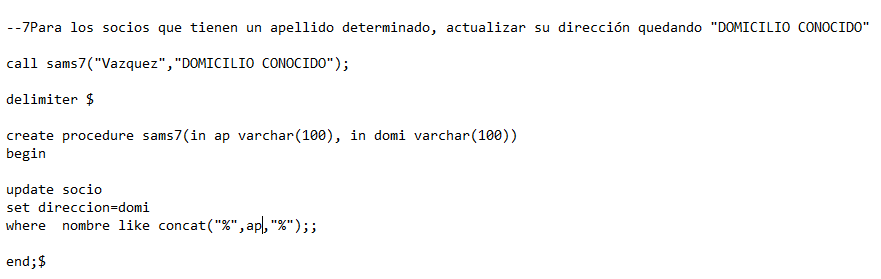 --7Para los socios que tienen un apellido determinado, actualizar su dirección quedando "DOMICILIO CONOCIDO"
call sams7("Vazquez","DOMICILIO CONOCIDO");
delimiter $
create procedure sams7(in ap varchar(100), in domi varchar(100))
begin
update socio
set direccion=domi
where  nombre like concat("%",ap,"%");;
end;$